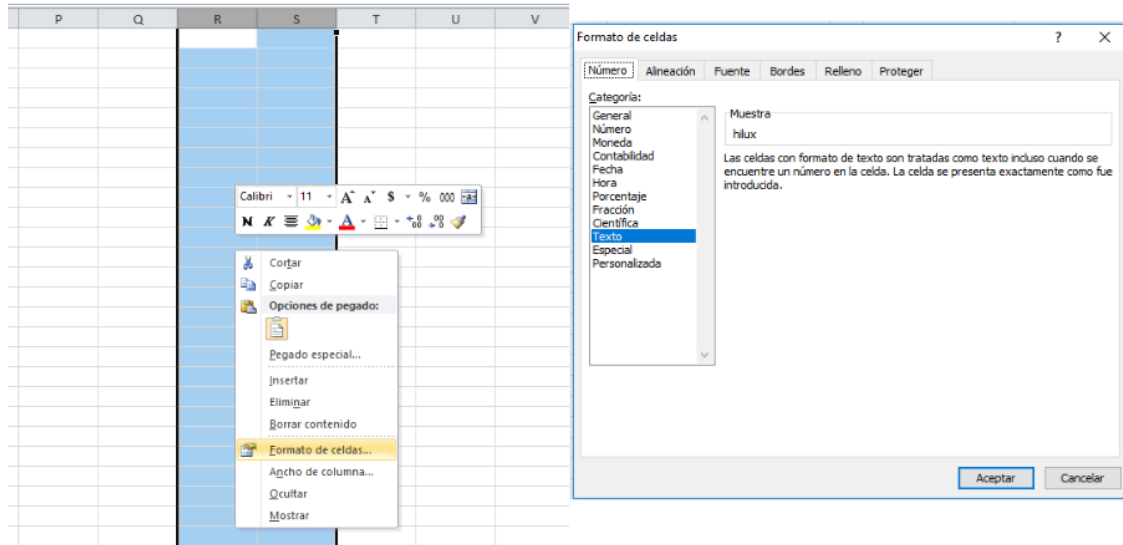 P Q R S T U V
Calibri 11 A A $ % 000
N K A
Cortar
Copiar
Opciones de pegado:
Pegado especial...
Insertar
Eliminar
Borrar contenido
Formato de celdas...
Ancho de columna...
Ocultar
Mostrar
Formato de celdas ? X
Número Alineación Fuente Bordes Relleno Proteger
Categoría:
General
Número
Moneda
Contabilidad
Fecha
Hora
Porcentaje
Fracción
Científica
Texto
Especial
Personalizada
Muestra
hilux
Las celdas con formato de texto son tratadas como texto incluso cuando se
encuentre un número en la celda. La celda se presenta exactamente como fue
introducida.
Aceptar Cancelar